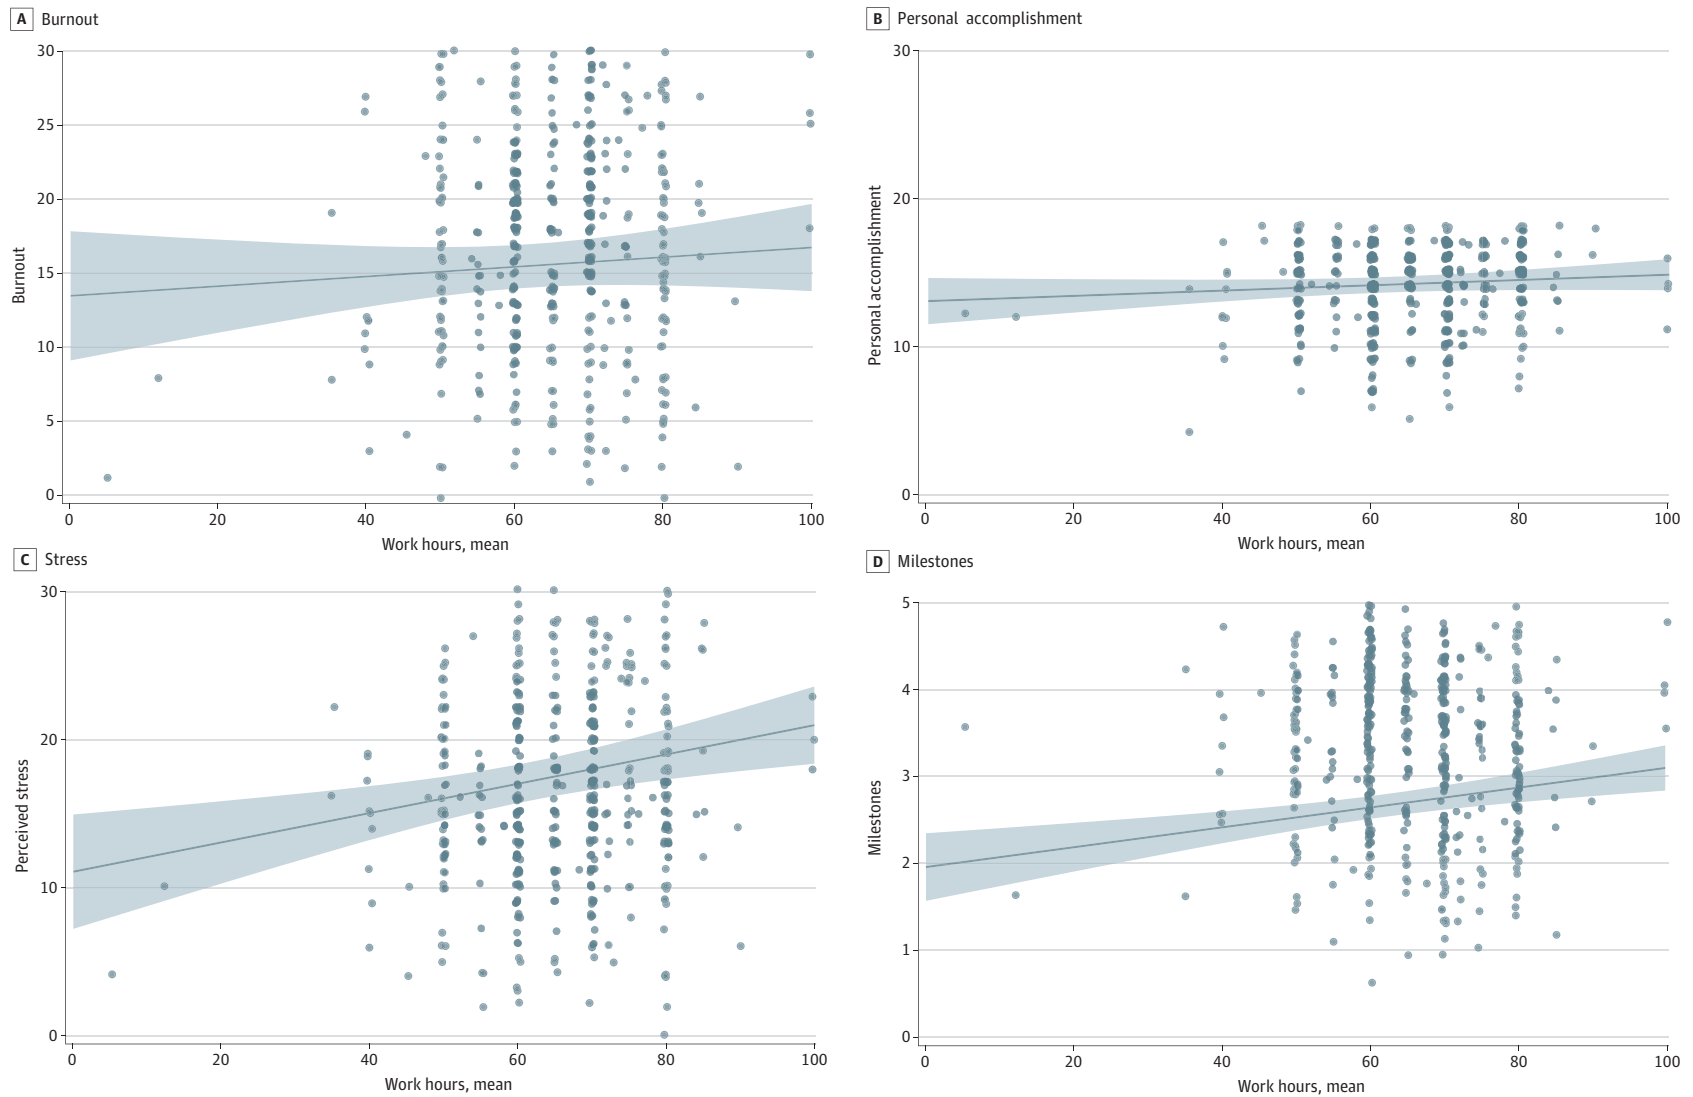 A Burnout
30
25
20
15
10
5
0
Burnout
0 20 40 60 80 100
Work hours, mean
B Personal accomplishment
30
20
10
0
Personal accomplishment
0 20 40 60 80 100
Work hours, mean
C Stress
30
20
10
0
Perceived stress
0 20 40 60 80 100
Work hours, mean
D Milestones
5
4
3
2
1
0
Milestones
0 20 40 60 80 100
Work hours, mean